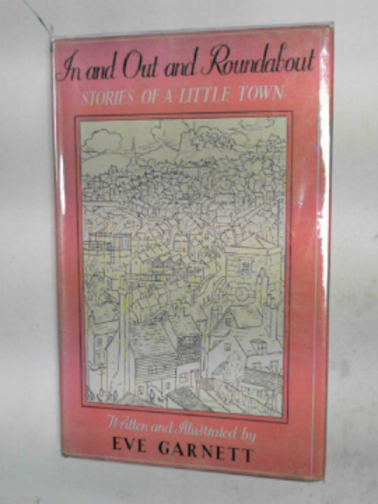 In and Out and Roundabout
STORIES OF A LITTLE TOWN
Written and Illustrated by
EVE GARNETT